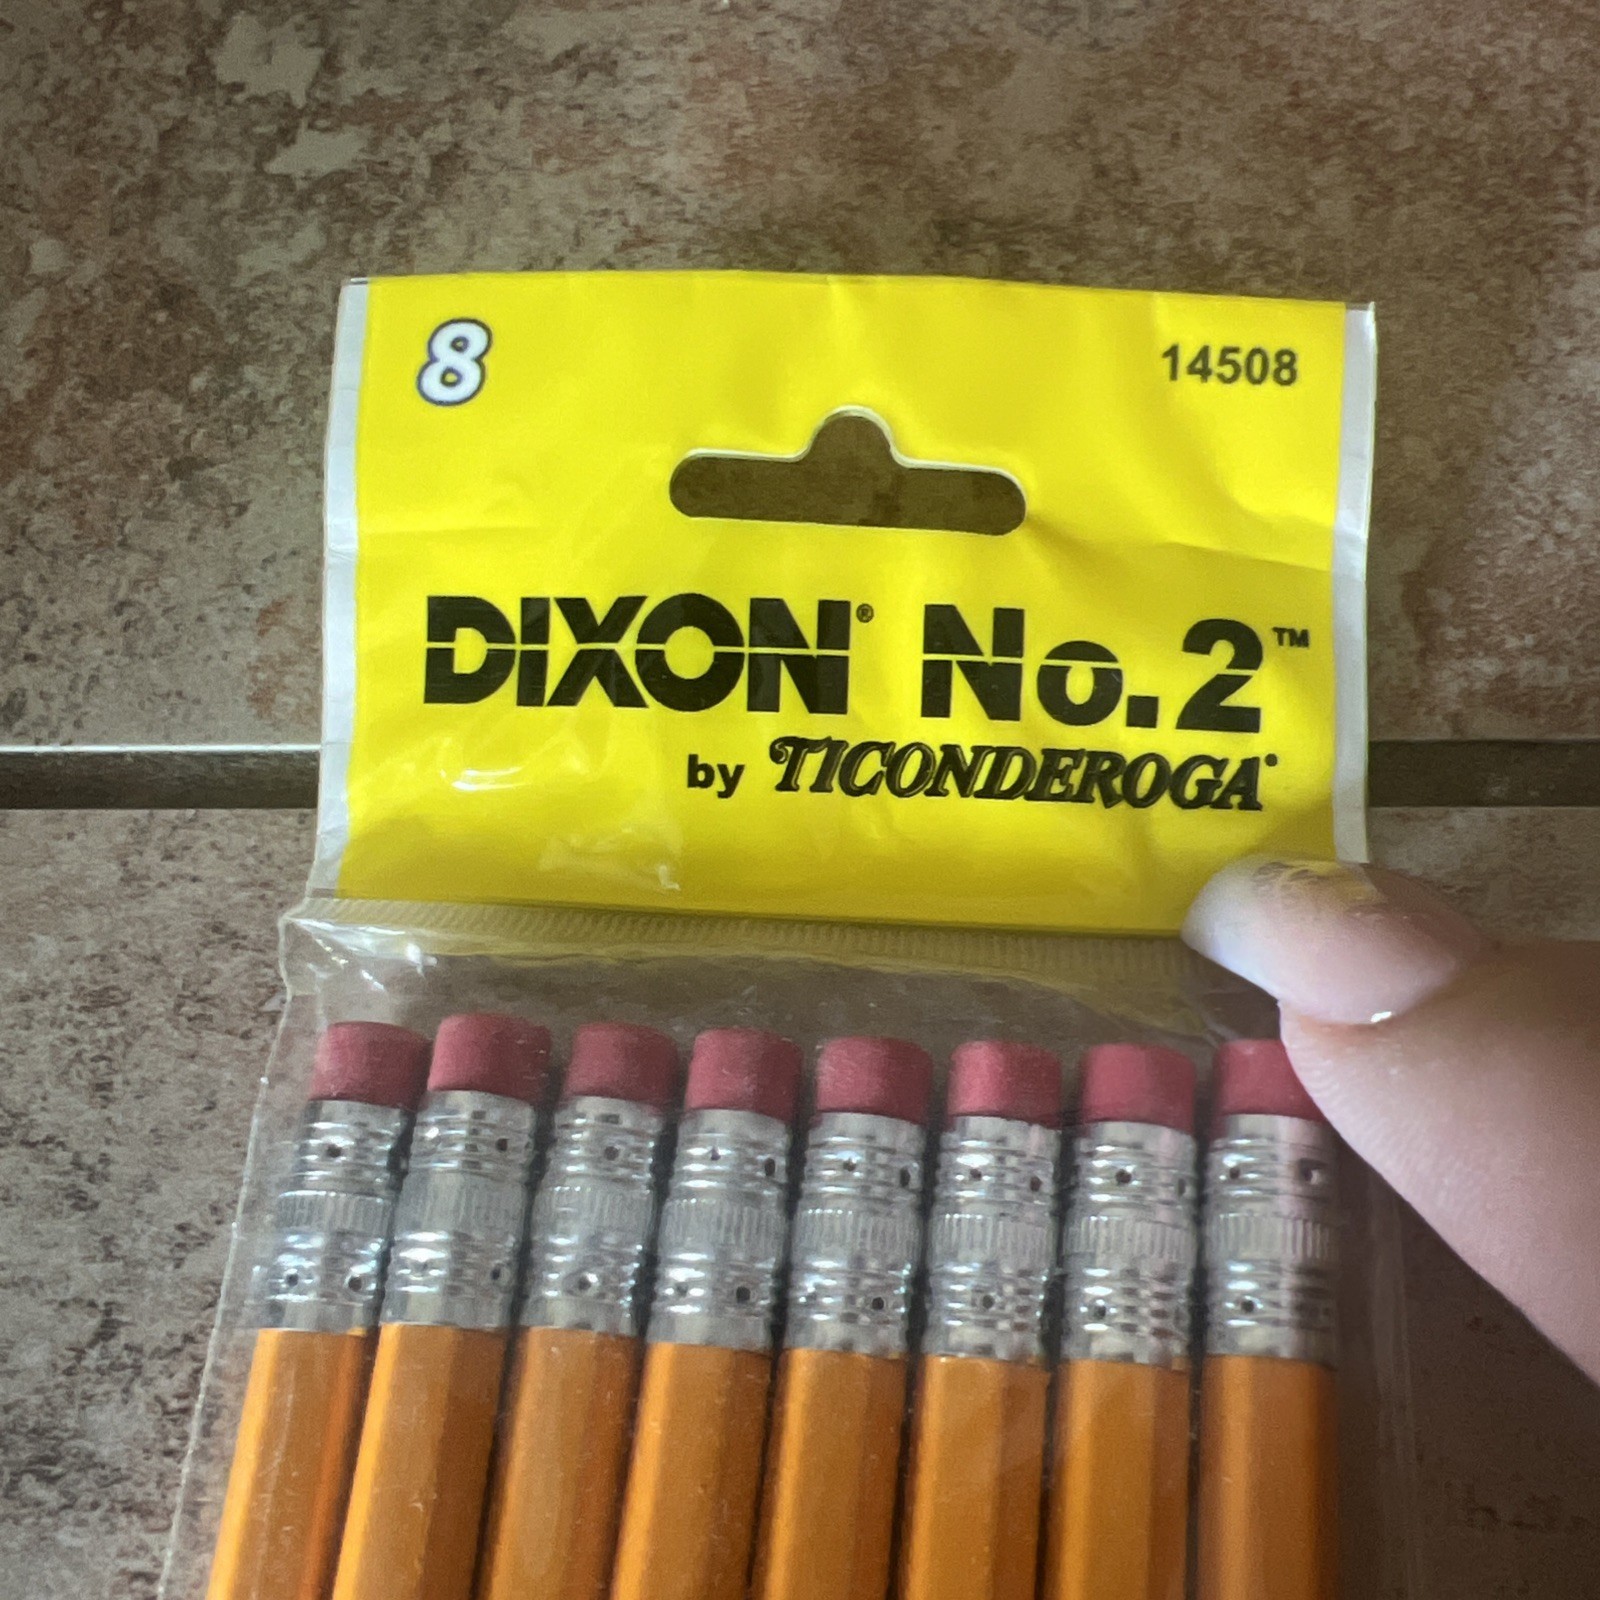 8 14508
DIXON® No.2™
by TICONDEROGA®